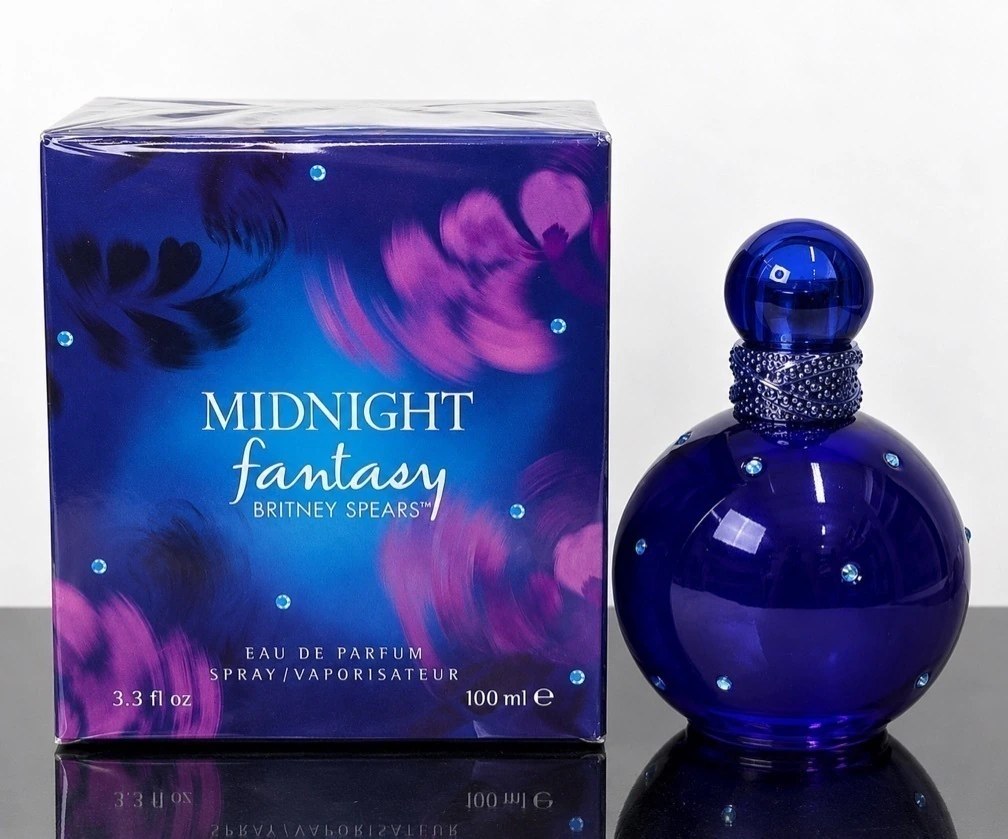 MIDNIGHT
fantasy
BRITNEY SPEARS™
EAU DE PARFUM
SPRAY/VAPORISATEUR
3.3 fl oz 100 ml ℮